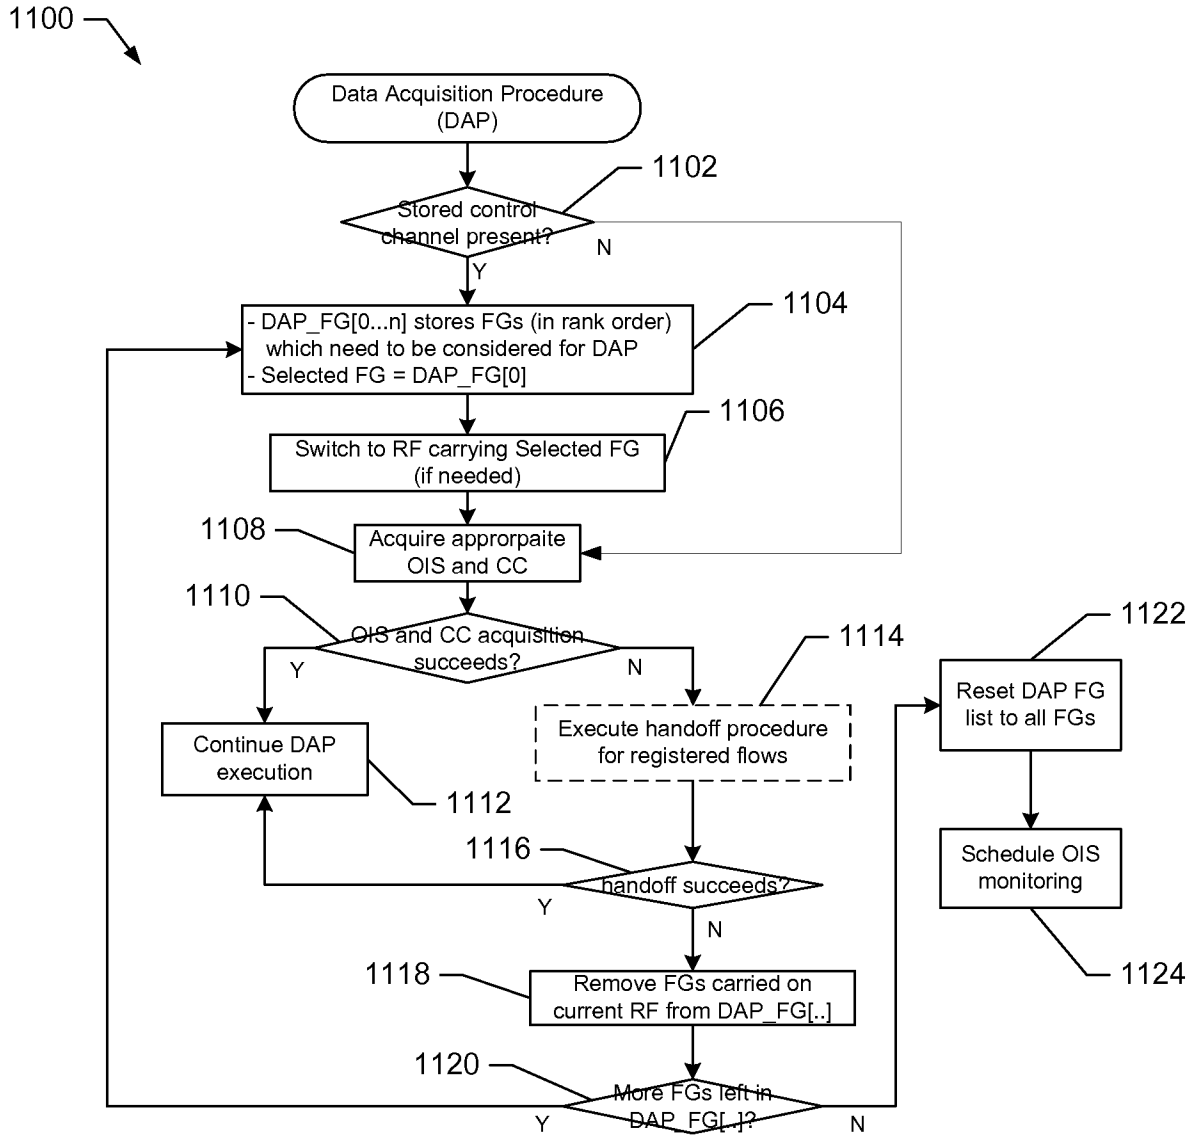 1100
Data Acquisition Procedure
(DAP)
1102
Stored control
channel present?
N
Y
1104
- DAP_FG[0...n] stores FGs (in rank order)
which need to be considered for DAP
- Selected FG = DAP_FG[0]
1106
Switch to RF carrying Selected FG
(if needed)
1108
Acquire approrpaite
OIS and CC
1110
OIS and CC acquisition
succeeds?
Y
N
1114
1122
Execute handoff procedure
for registered flows
Reset DAP FG
list to all FGs
Continue DAP
execution
1112
1116
handoff succeeds?
Y
N
Schedule OIS
monitoring
1124
1118
Remove FGs carried on
current RF from DAP_FG[..]
1120
More FGs left in
DAP_FG[..]?
Y
N